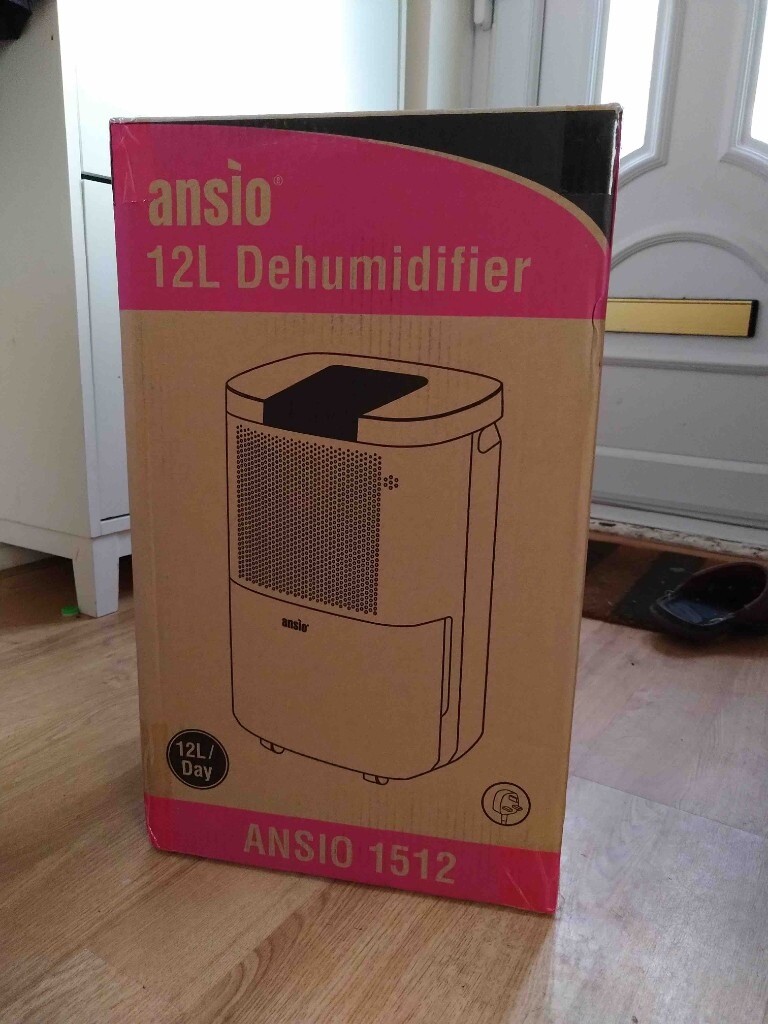 ansio®
12L Dehumidifier
ansio
12L/
Day
ANSIO 1512